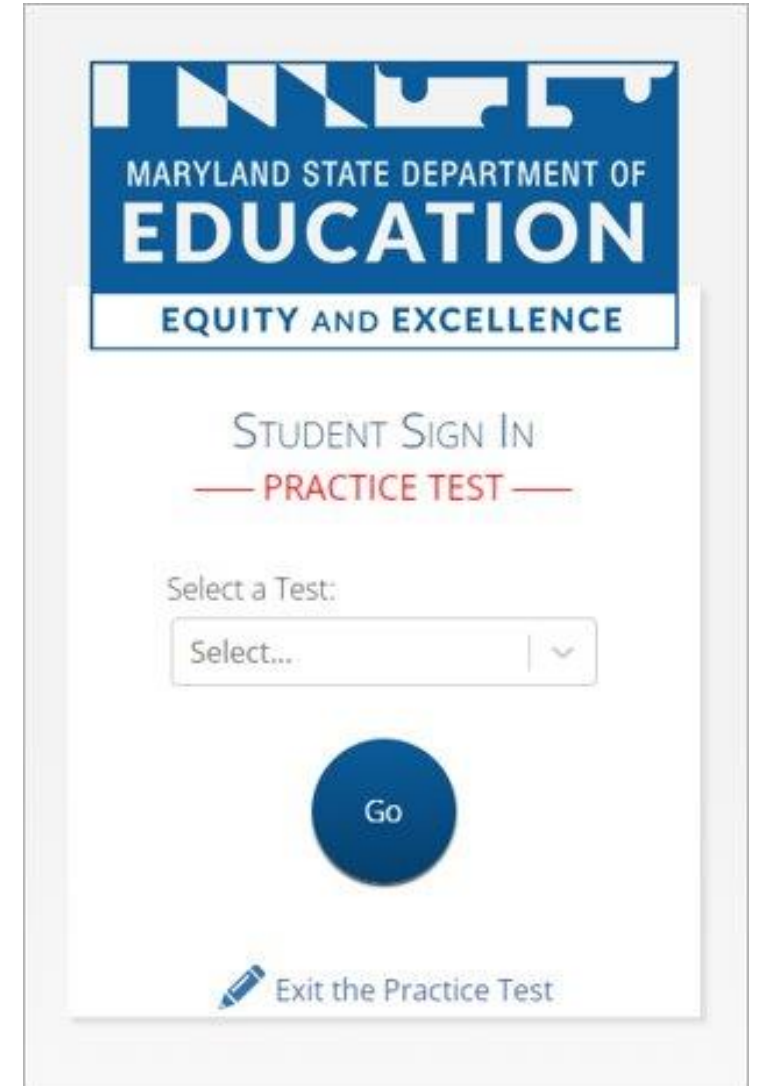 MARYLAND STATE DEPARTMENT OF
EDUCATION
EQUITY AND EXCELLENCE
STUDENT SIGN IN
PRACTICE TEST
Select a Test:
Select...
Go
Exit the Practice Test